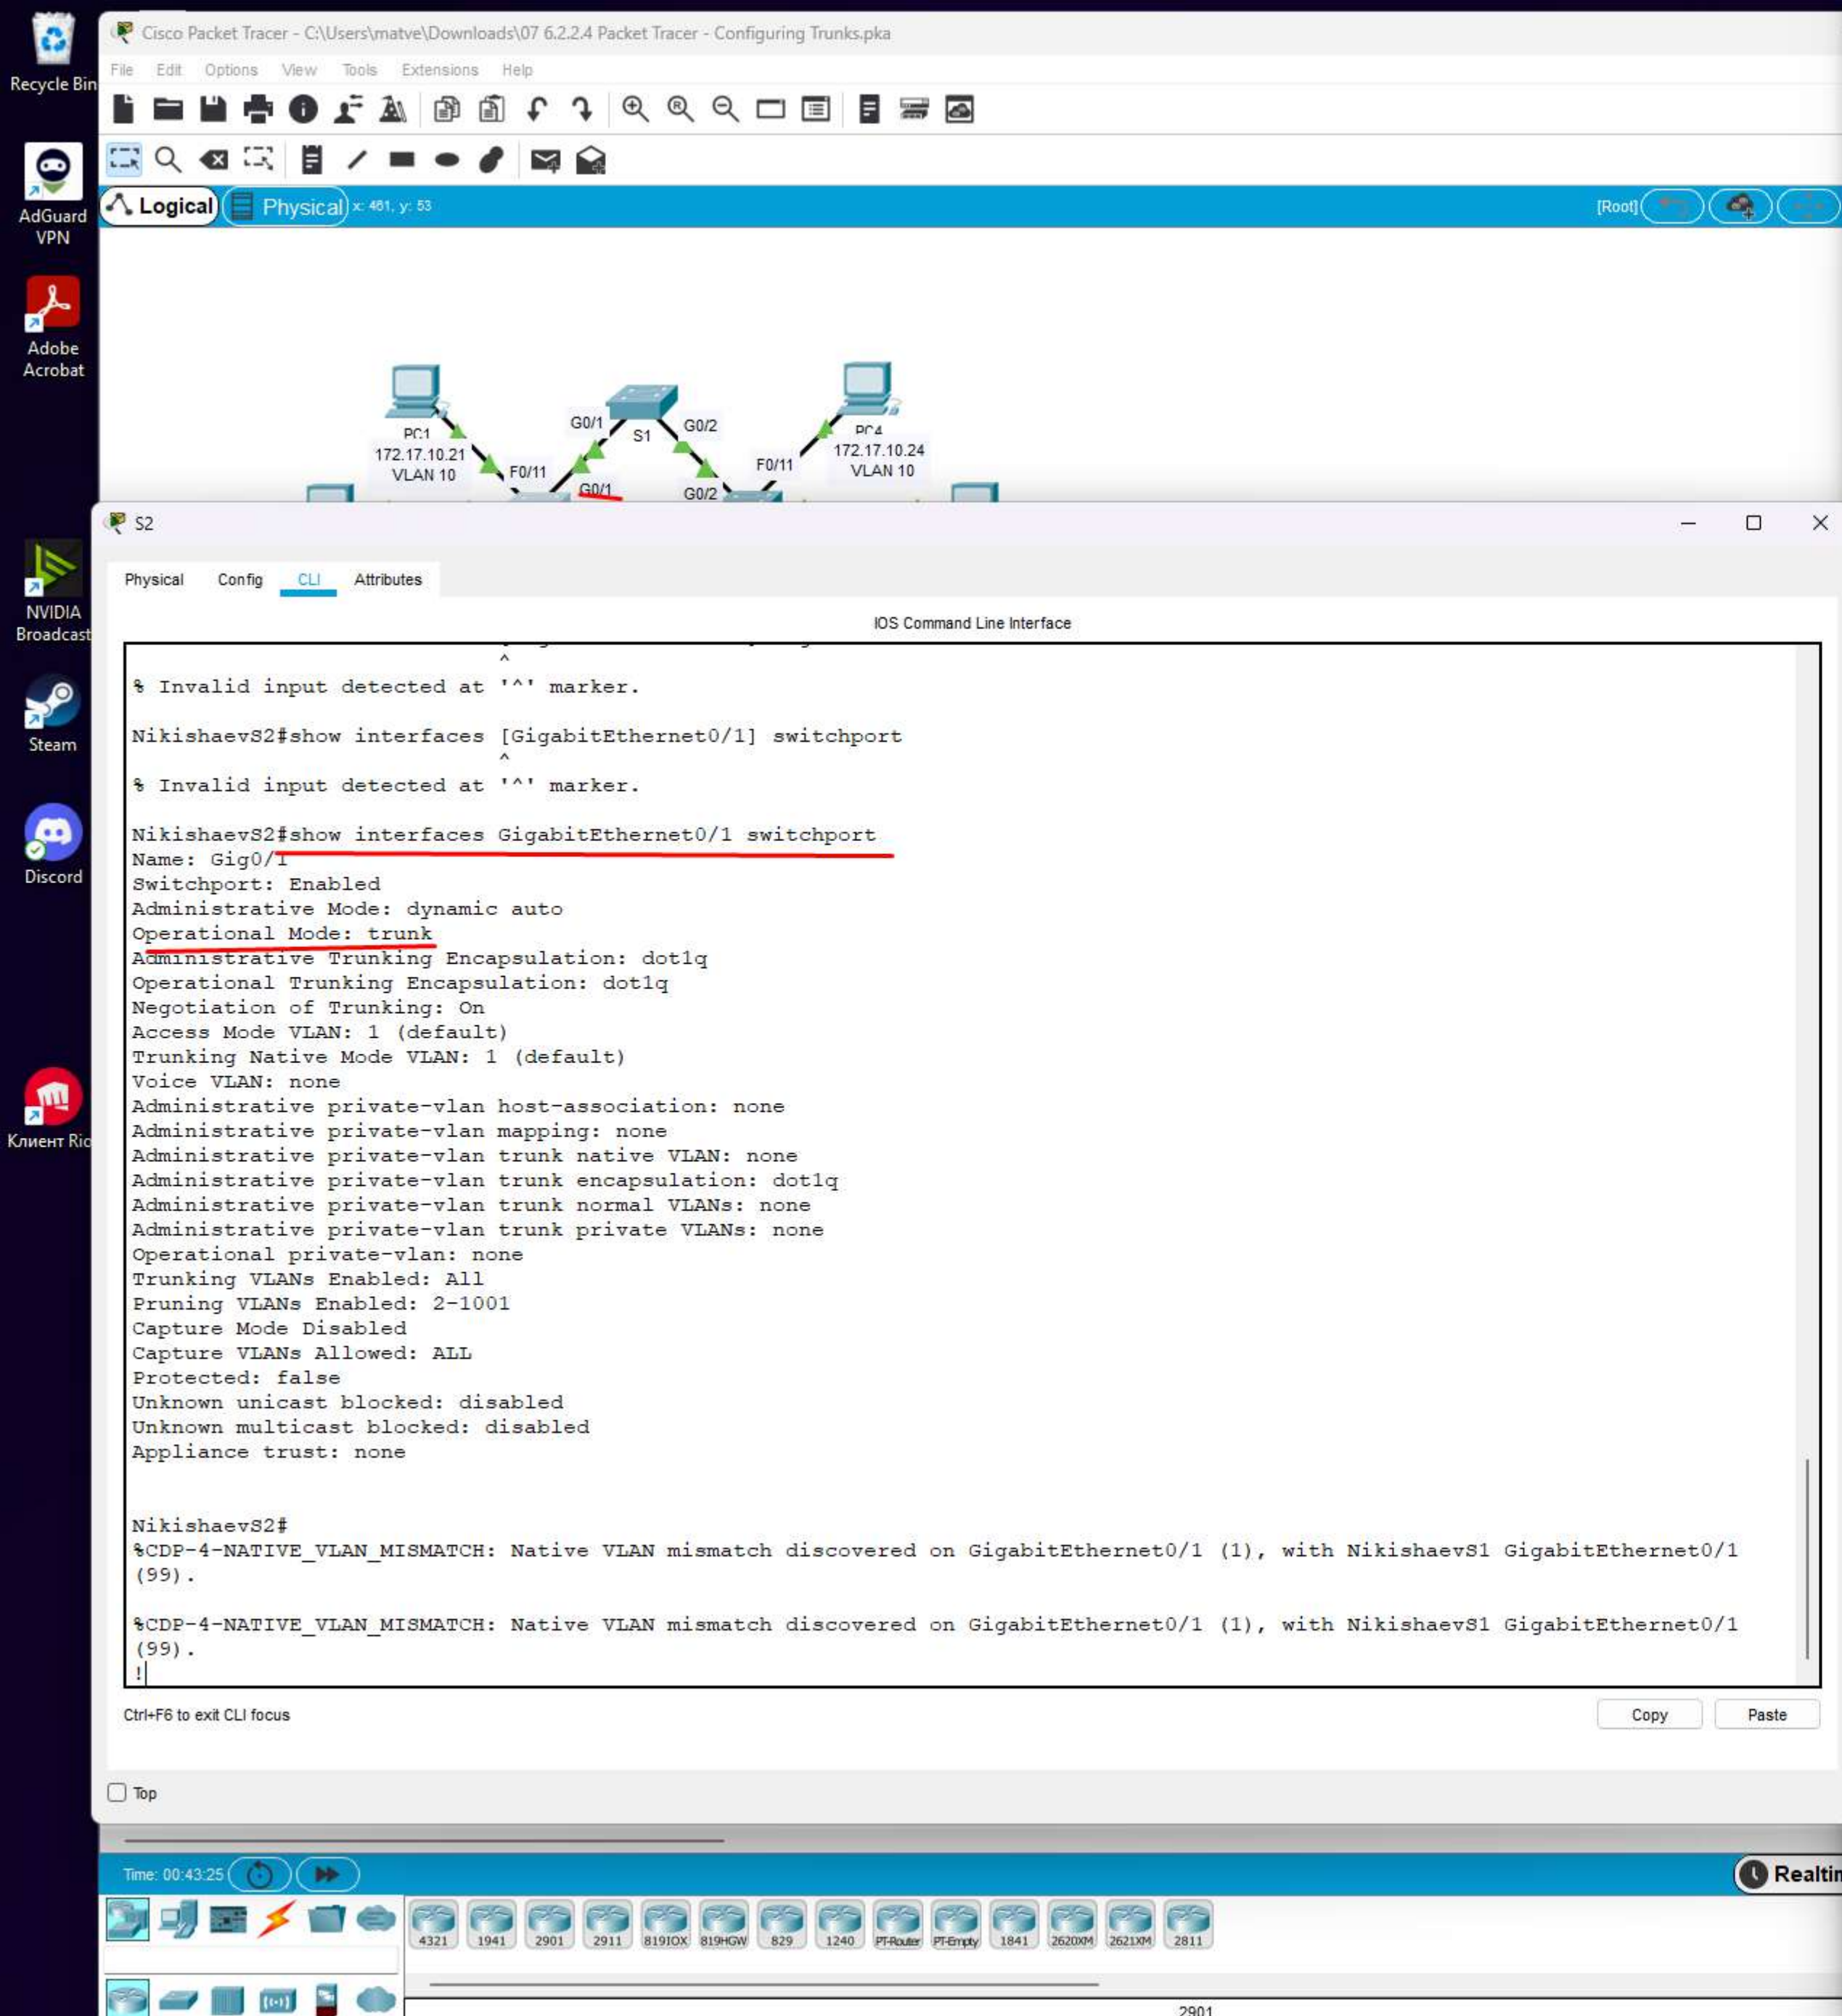 Recycle Bin
AdGuard
VPN
Adobe
Acrobat
NVIDIA
Broadcast
Steam
Discord
Клиент Rio
Cisco Packet Tracer - C:\Users\matve\Downloads\07 6.2.2.4 Packet Tracer - Configuring Trunks.pka
File Edit Options View Tools Extensions Help
Logical Physical x: 461, y: 53 [Root]
PC1
172.17.10.21
VLAN 10
F0/11
G0/1
S1
G0/2
G0/1
G0/2
F0/11
PC4
172.17.10.24
VLAN 10
S2
Physical Config CLI Attributes
IOS Command Line Interface
^
% Invalid input detected at '^' marker.
NikishaevS2#show interfaces [GigabitEthernet0/1] switchport
^
% Invalid input detected at '^' marker.
NikishaevS2#show interfaces GigabitEthernet0/1 switchport
Name: Gig0/1
Switchport: Enabled
Administrative Mode: dynamic auto
Operational Mode: trunk
Administrative Trunking Encapsulation: dot1q
Operational Trunking Encapsulation: dot1q
Negotiation of Trunking: On
Access Mode VLAN: 1 (default)
Trunking Native Mode VLAN: 1 (default)
Voice VLAN: none
Administrative private-vlan host-association: none
Administrative private-vlan mapping: none
Administrative private-vlan trunk native VLAN: none
Administrative private-vlan trunk encapsulation: dot1q
Administrative private-vlan trunk normal VLANs: none
Administrative private-vlan trunk private VLANs: none
Operational private-vlan: none
Trunking VLANs Enabled: All
Pruning VLANs Enabled: 2-1001
Capture Mode Disabled
Capture VLANs Allowed: ALL
Protected: false
Unknown unicast blocked: disabled
Unknown multicast blocked: disabled
Appliance trust: none
NikishaevS2#
%CDP-4-NATIVE_VLAN_MISMATCH: Native VLAN mismatch discovered on GigabitEthernet0/1 (1), with NikishaevS1 GigabitEthernet0/1
(99).
%CDP-4-NATIVE_VLAN_MISMATCH: Native VLAN mismatch discovered on GigabitEthernet0/1 (1), with NikishaevS1 GigabitEthernet0/1
(99).
!
Ctrl+F6 to exit CLI focus
Copy Paste
Top
Time: 00:43:25
Realtim
4321 1941 2901 2911 819IOX 819HGW 829 1240 PT-Router PT-Empty 1841 2620XM 2621XM 2811
2901